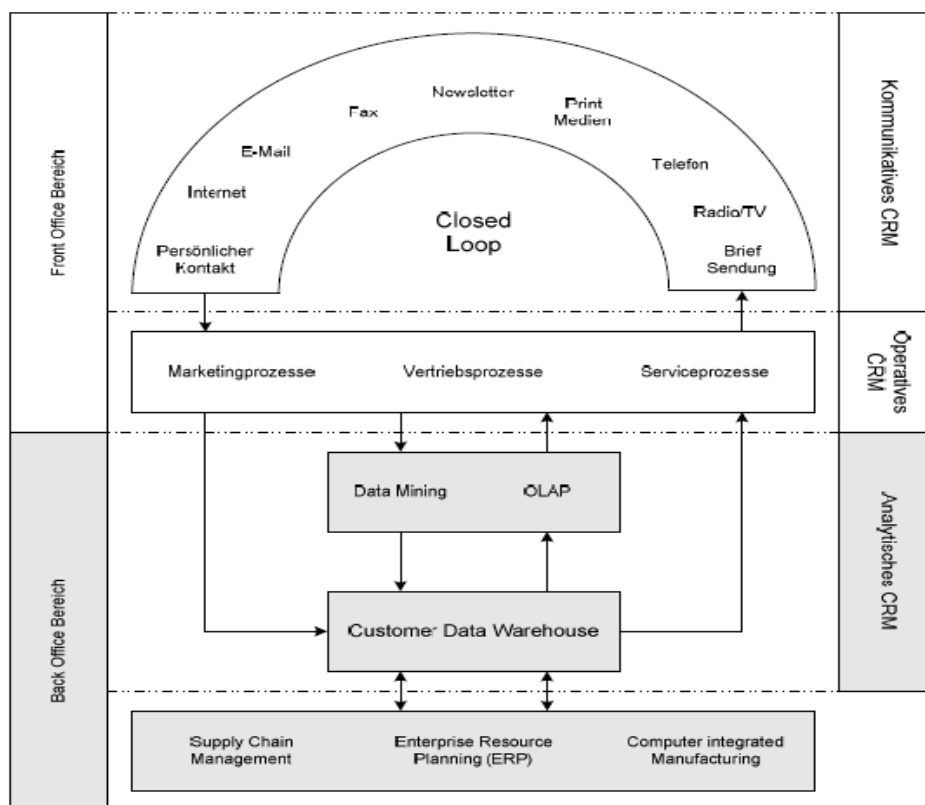 Front Office Bereich
Newsletter
Fax
Print
Medien
E-Mail
Telefon
Internet
Radio/TV
Closed
Loop
Persönlicher
Kontakt
Brief
Sendung
Kommunikatives CRM
Marketingprozesse
Vertriebsprozesse
Serviceprozesse
Operatives
CRM
Back Office Bereich
Data Mining
OLAP
Customer Data Warehouse
Analytisches CRM
Supply Chain
Management
Enterprise Resource
Planning (ERP)
Computer integrated
Manufacturing